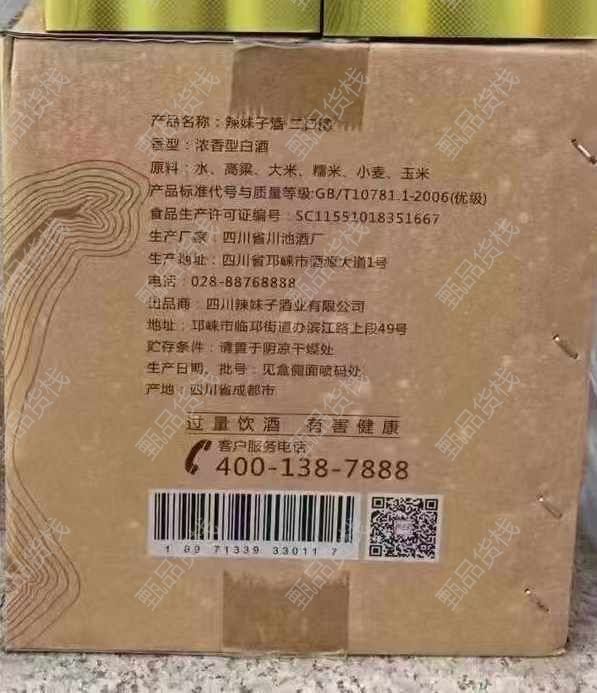 产品名称：辣妹子酒
香型：浓香型白酒
原料：水、高粱、大米、糯米、小麦、玉米
产品标准代号与质量等级:GB/T10781.1-2006(优级)
食品生产许可证编号：SC11551018351667
生产厂家：四川省川池酒厂
生产地址：四川省邛崃市酒源大道1号
电话：028-88768888
出品商：四川辣妹子酒业有限公司
地址：邛崃市临邛街道办滨江路上段49号
贮存条件：请置于阴凉干燥处
生产日期、批号：见盒侧面喷码处
产地：四川省成都市
过量饮酒 有害健康
客户服务电话
400-138-7888
1 69 71339 33011 7
甄品货栈